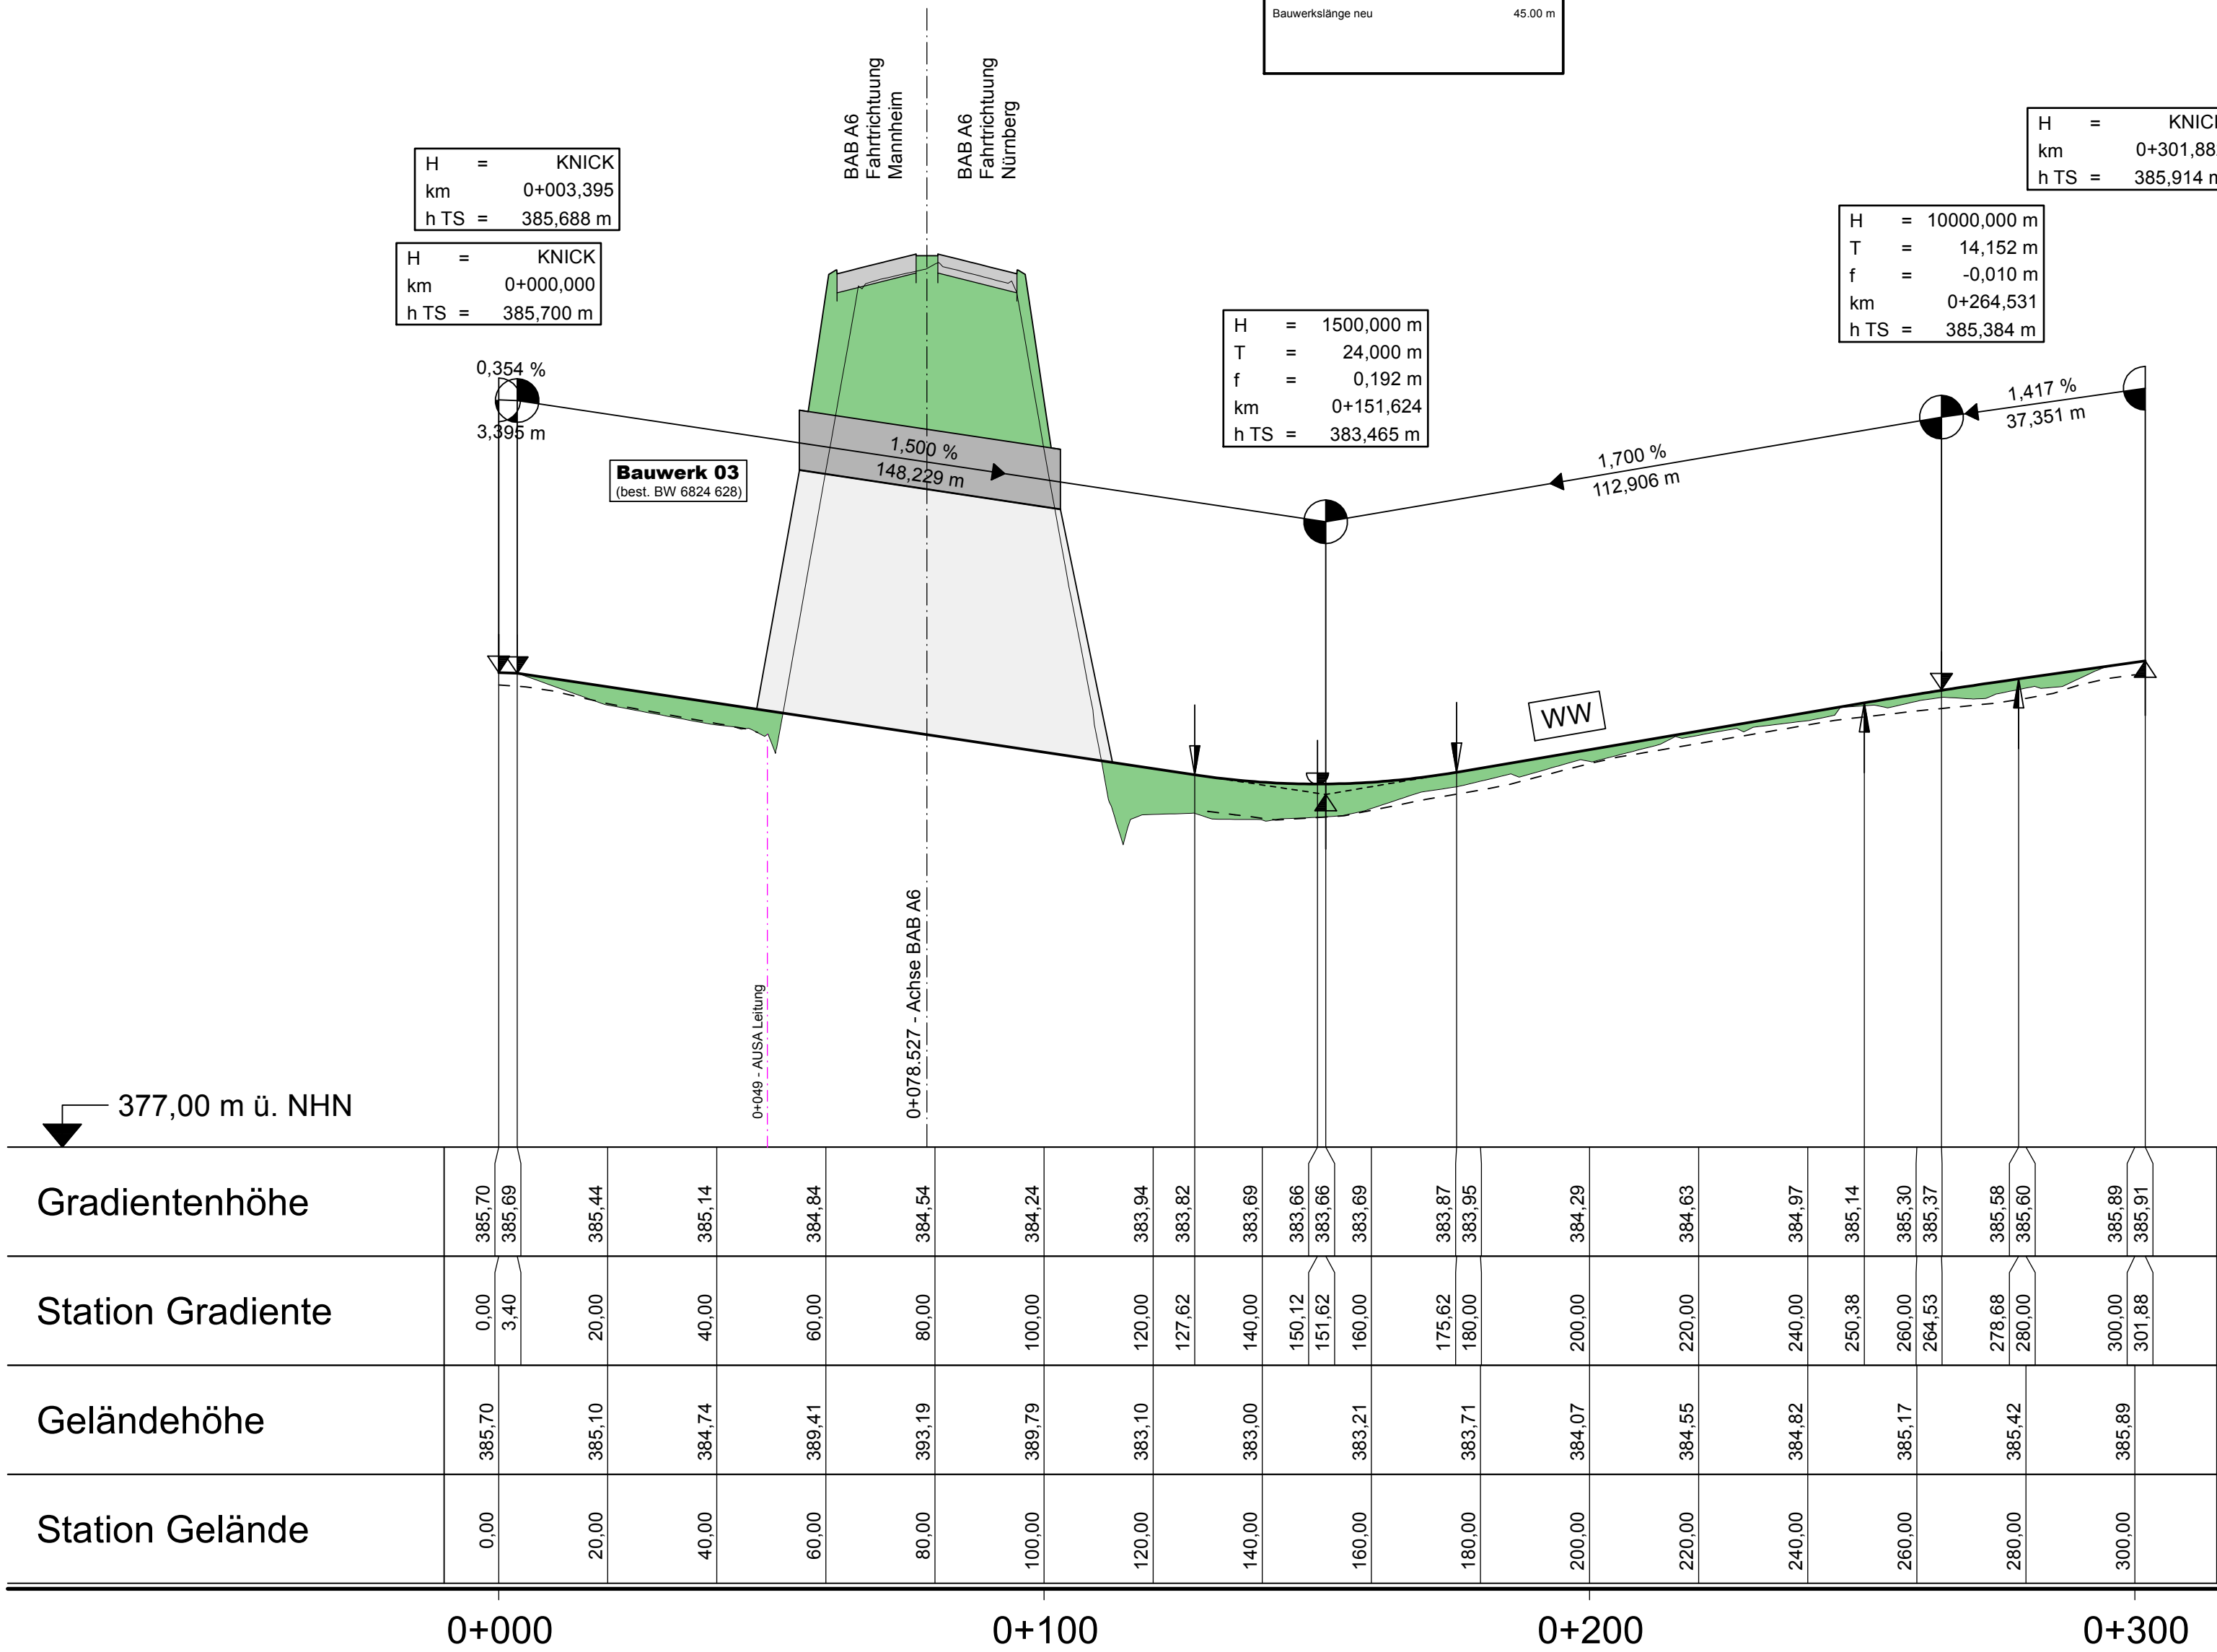 Bauwerkslänge neu 45.00 m
BAB A6
Fahrtrichtuung
Mannheim
BAB A6
Fahrtrichtuung
Nürnberg
H = KNICK
km 0+003,395
h TS = 385,688 m
H = KNICK
km 0+000,000
h TS = 385,700 m
H = 1500,000 m
T = 24,000 m
f = 0,192 m
km 0+151,624
h TS = 383,465 m
H = 10000,000 m
T = 14,152 m
f = -0,010 m
km 0+264,531
h TS = 385,384 m
H =
km
h TS = 385,914
0,354 %
3,395 m
Bauwerk 03
(best. BW 6824 628)
1,500 %
148,229 m
1,700 %
112,906 m
1,417 %
37,351 m
WW
0+049 - AUSA Leitung
0+078.527 - Achse BAB A6
377,00 m ü. NHN
Gradientenhöhe 385,70 385,69 385,44 385,14 384,84 384,54 384,24 383,94 383,82 383,69 383,66 383,66 383,69 383,87 383,95 384,29 384,63 384,97 385,14 385,30 385,37 385,58 385,60 385,89 385,91
Station Gradiente 0,00 3,40 20,00 40,00 60,00 80,00 100,00 120,00 127,62 140,00 150,12 151,62 160,00 175,62 180,00 200,00 220,00 240,00 250,38 260,00 264,53 278,68 280,00 300,00 301,88
Geländehöhe 385,70 385,10 384,74 389,41 393,19 389,79 383,10 383,00 383,21 383,71 384,07 384,55 384,82 385,17 385,42 385,89
Station Gelände 0,00 20,00 40,00 60,00 80,00 100,00 120,00 140,00 160,00 180,00 200,00 220,00 240,00 260,00 280,00 300,00
0+000 0+100 0+200 0+300